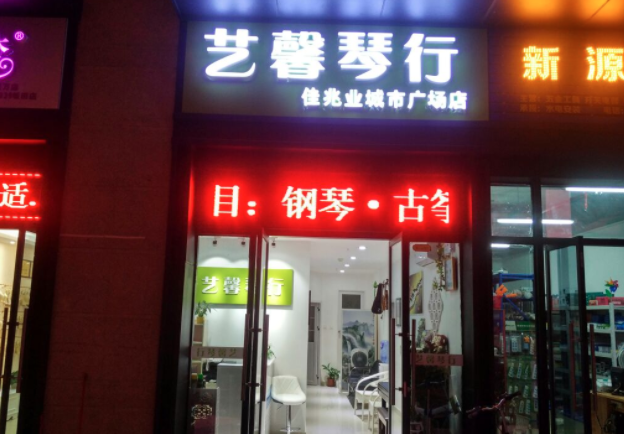 艺馨琴行
佳兆业城市广场店
新源
适.
目：钢琴·古筝
艺馨琴行